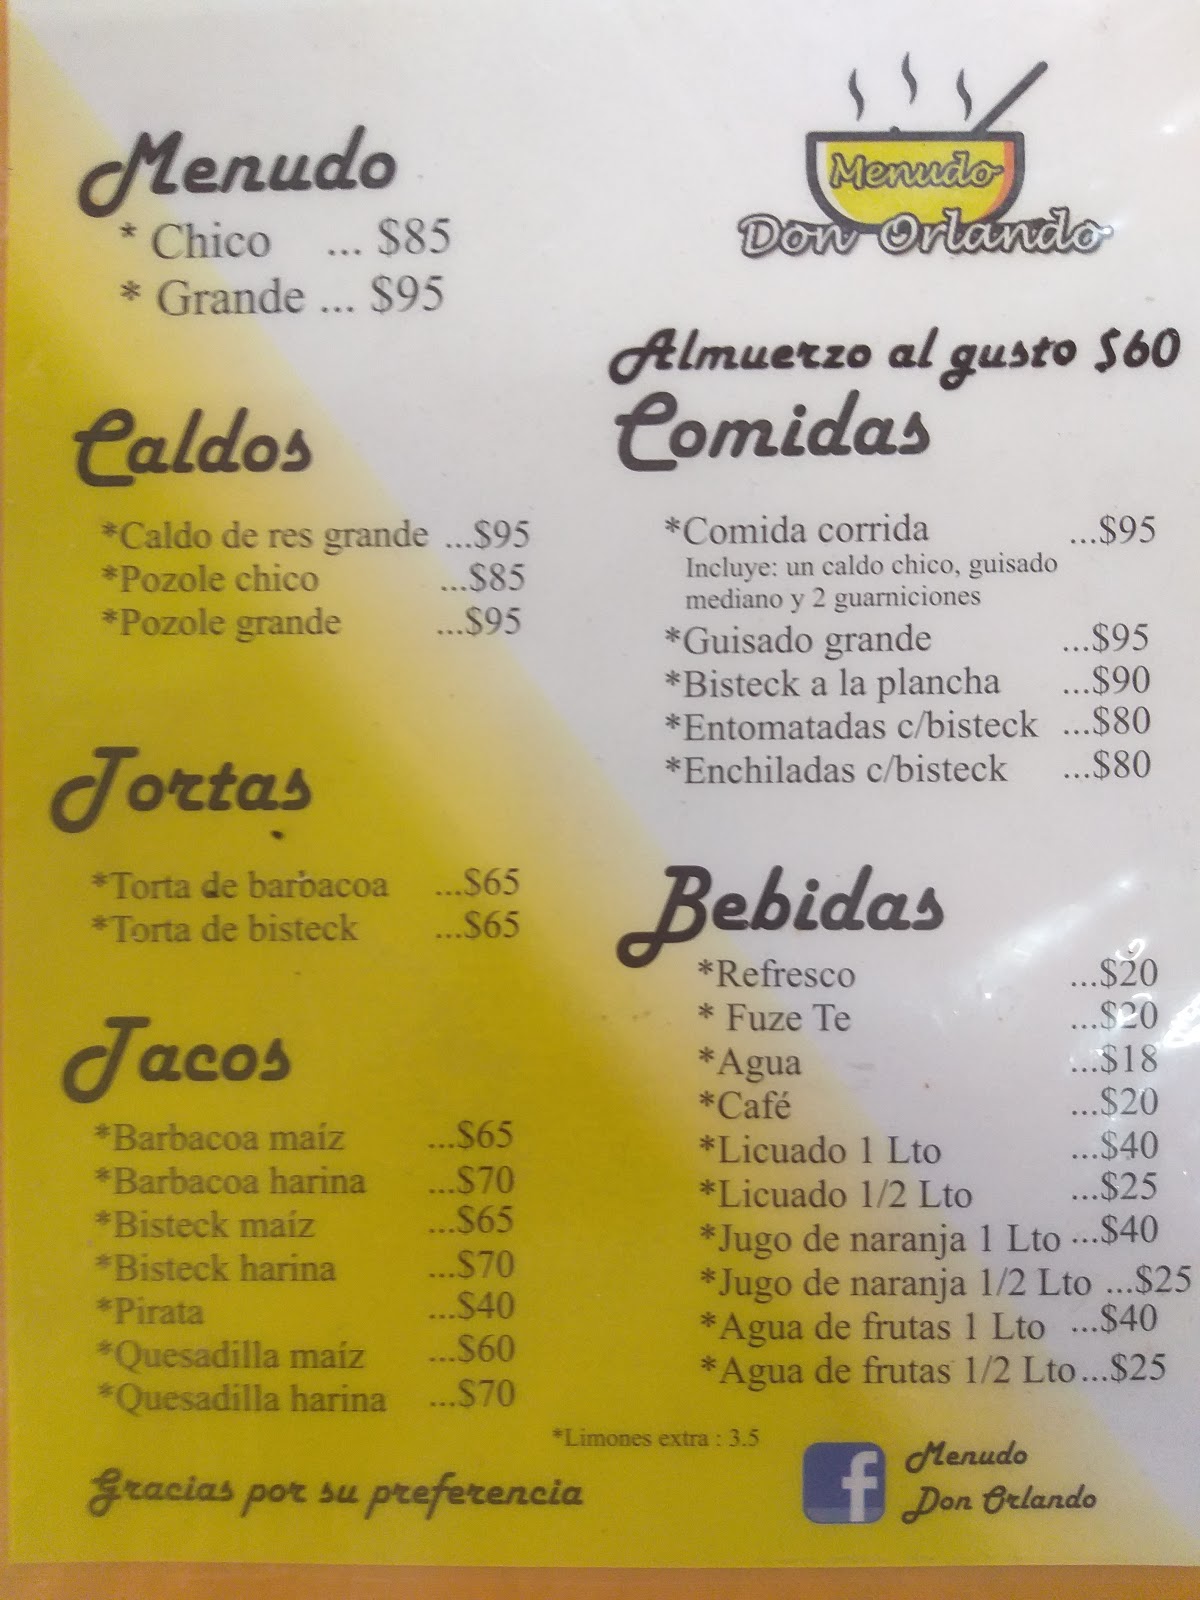 Menudo
* Chico ... $85
* Grande ... $95
Caldos
*Caldo de res grande ...$95
*Pozole chico ...$85
*Pozole grande ...$95
Tortas
*Torta de barbacoa ...$65
*Torta de bisteck ...$65
Tacos
*Barbacoa maíz ...$65
*Barbacoa harina ...$70
*Bisteck maíz ...$65
*Bisteck harina ...$70
*Pirata ...$40
*Quesadilla maíz ...$60
*Quesadilla harina ...$70
Menudo
Don Orlando
Almuerzo al gusto $60
Comidas
*Comida corrida ...$95
Incluye: un caldo chico, guisado
mediano y 2 guarniciones
*Guisado grande ...$95
*Bisteck a la plancha ...$90
*Entomatadas c/bisteck ...$80
*Enchiladas c/bisteck ...$80
Bebidas
*Refresco ...$20
* Fuze Te ...$20
*Agua ...$18
*Café ...$20
*Licuado 1 Lto ...$40
*Licuado 1/2 Lto ...$25
*Jugo de naranja 1 Lto ...$40
*Jugo de naranja 1/2 Lto ...$25
*Agua de frutas 1 Lto ...$40
*Agua de frutas 1/2 Lto...$25
*Limones extra : 3.5
Gracias por su preferencia
f
Menudo
Don Orlando